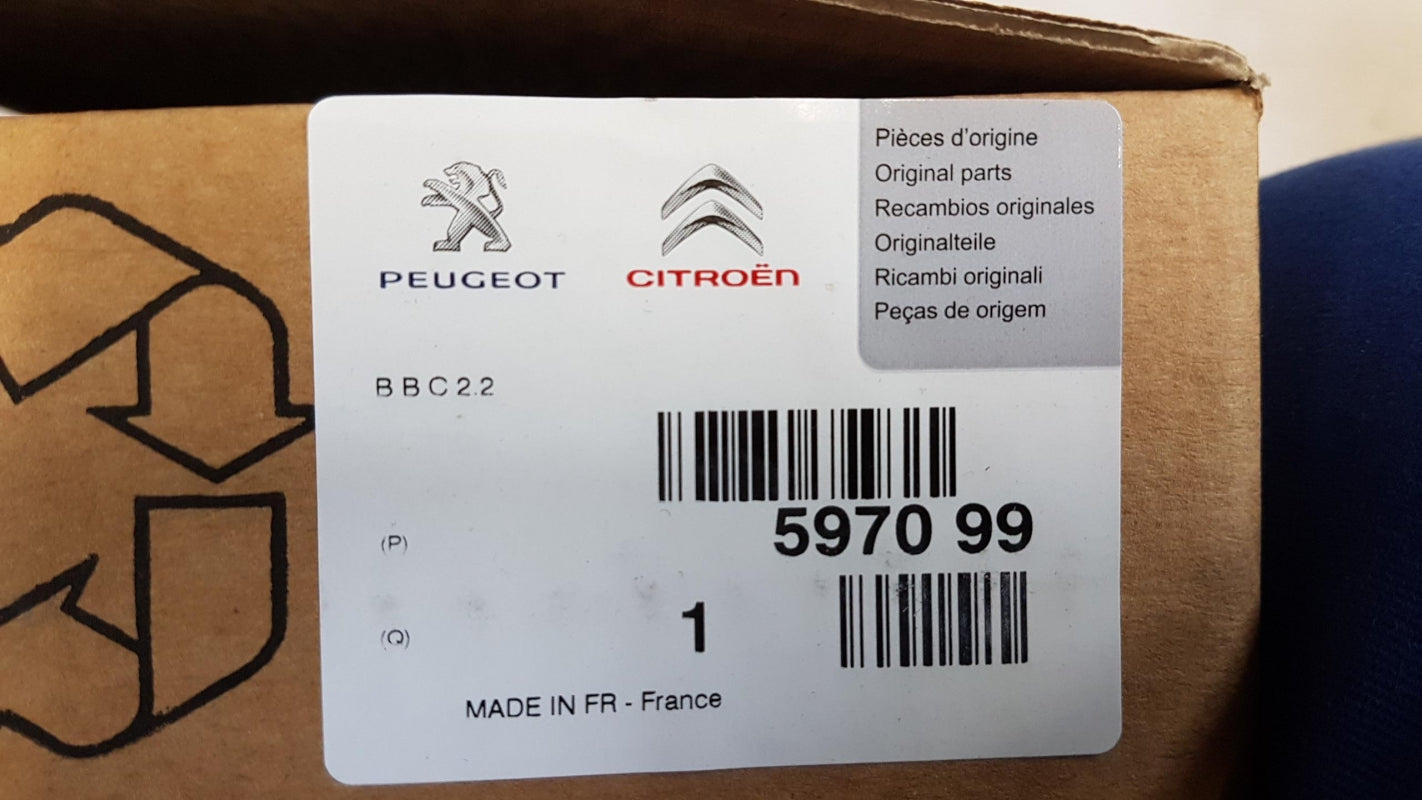 PEUGEOT
CITROËN
Pièces d'origine
Original parts
Recambios originales
Originalteile
Ricambi originali
Peças de origem
B B C 2.2
(P)
5970 99
(Q)
1
MADE IN FR - France